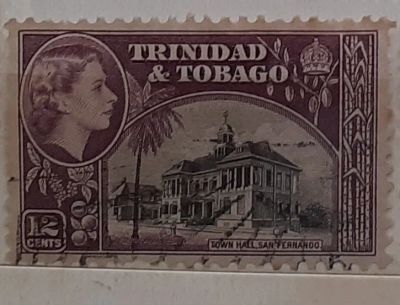 TRINIDAD
& TOBAGO
12
CENTS
TOWN HALL, SAN FERNANDO